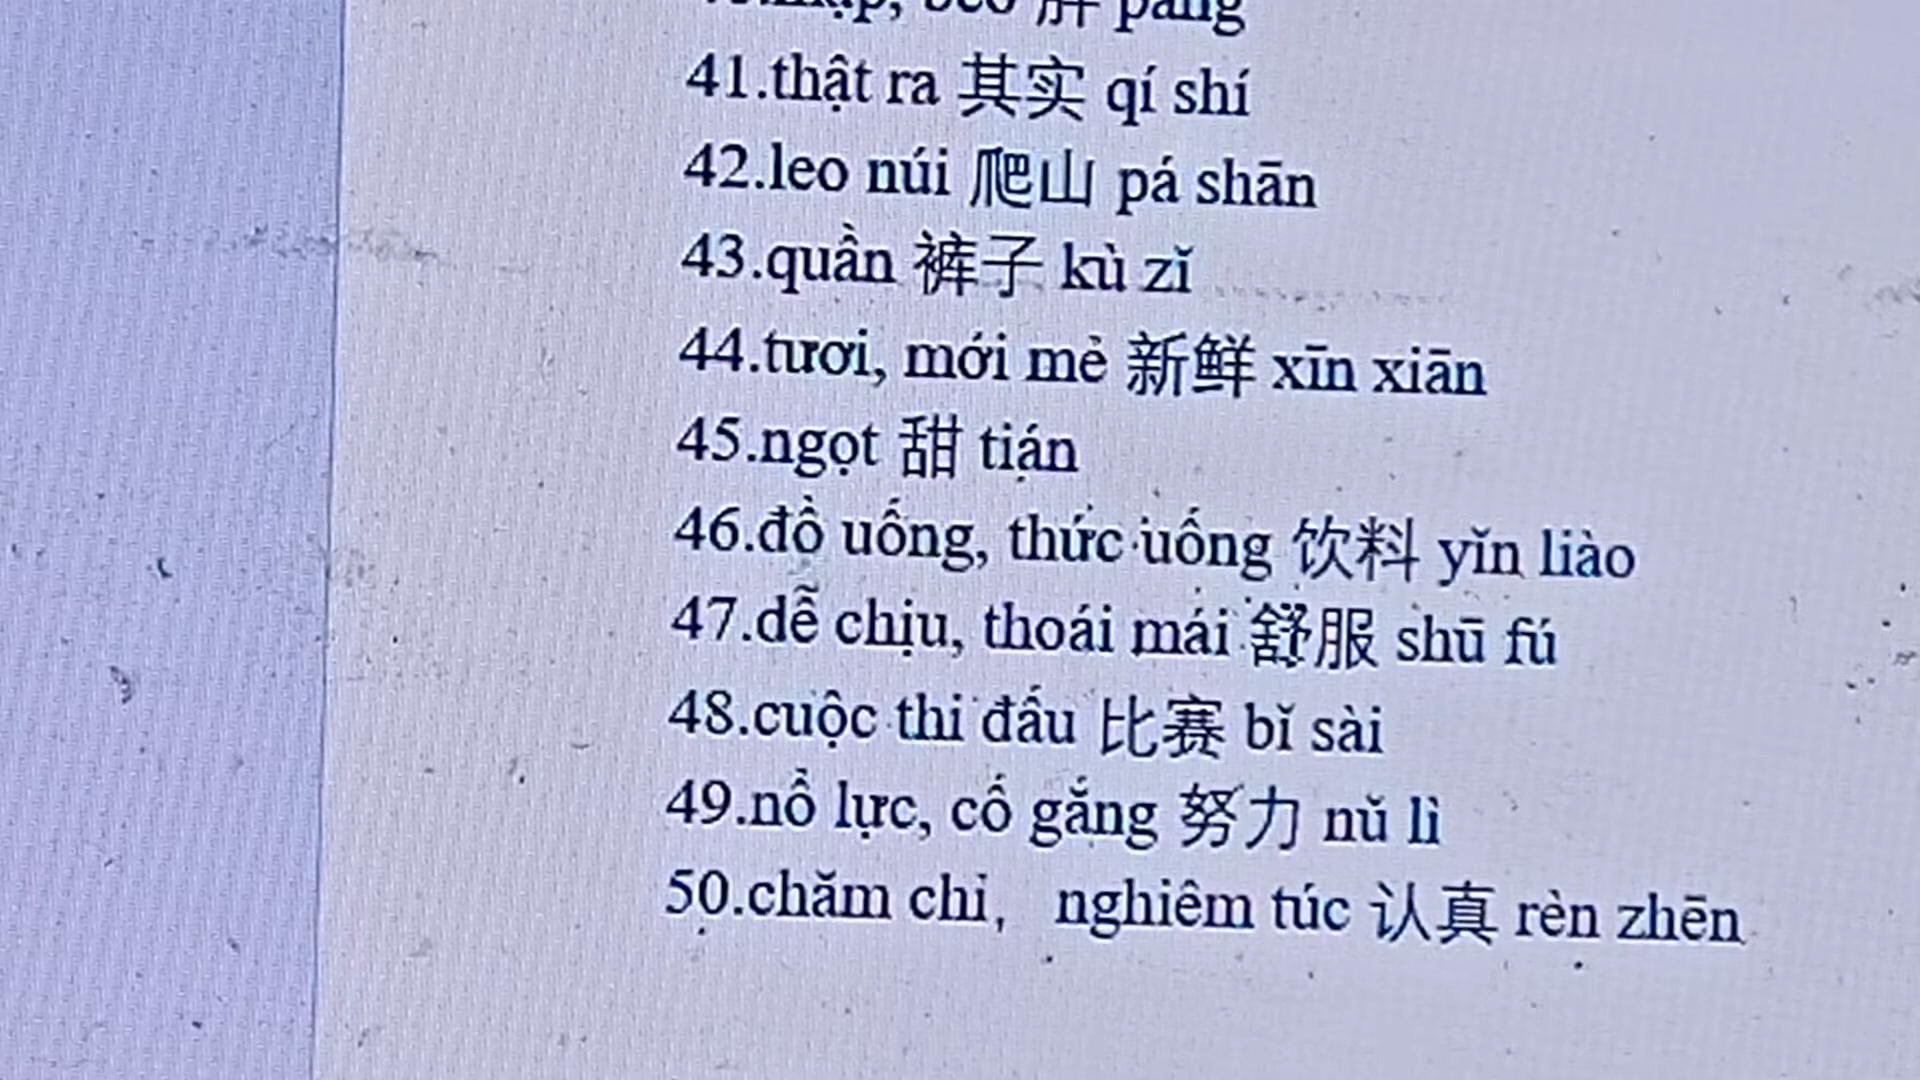 béo 胖 pàng
41.thật ra 其实 qí shí
42.leo núi 爬山 pá shān
43.quần 裤子 kù zǐ
44.tươi, mới mẻ 新鲜 xīn xiān
45.ngọt 甜 tián
46.đồ uống, thức uống 饮料 yǐn liào
47.dễ chịu, thoái mái 舒服 shū fú
48.cuộc thi đấu 比赛 bǐ sài
49.nỗ lực, cố gắng 努力 nǔ lì
50.chăm chỉ， nghiêm túc 认真 rèn zhēn